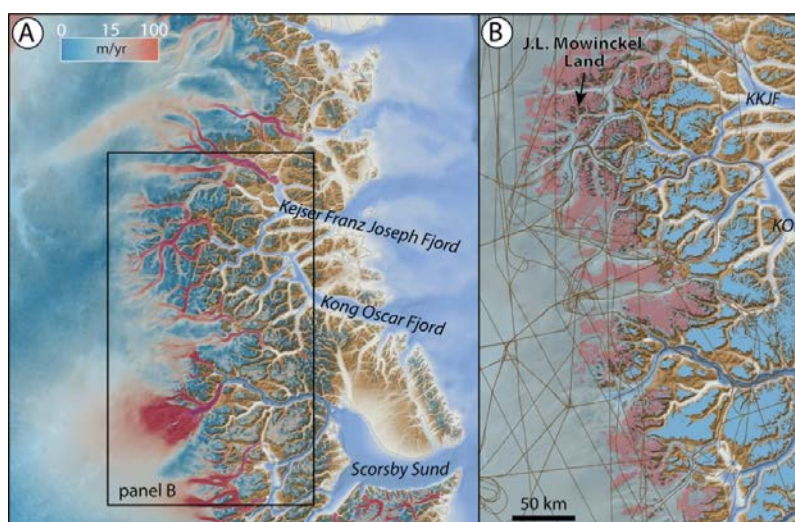 A
0 100
m/yr
Kejser Franz Joseph Fjord
Kong Oscar Fjord
Scorsby Sund
panel B
B
J.L. Mowinckel
Land
KKJF
KO
50 km